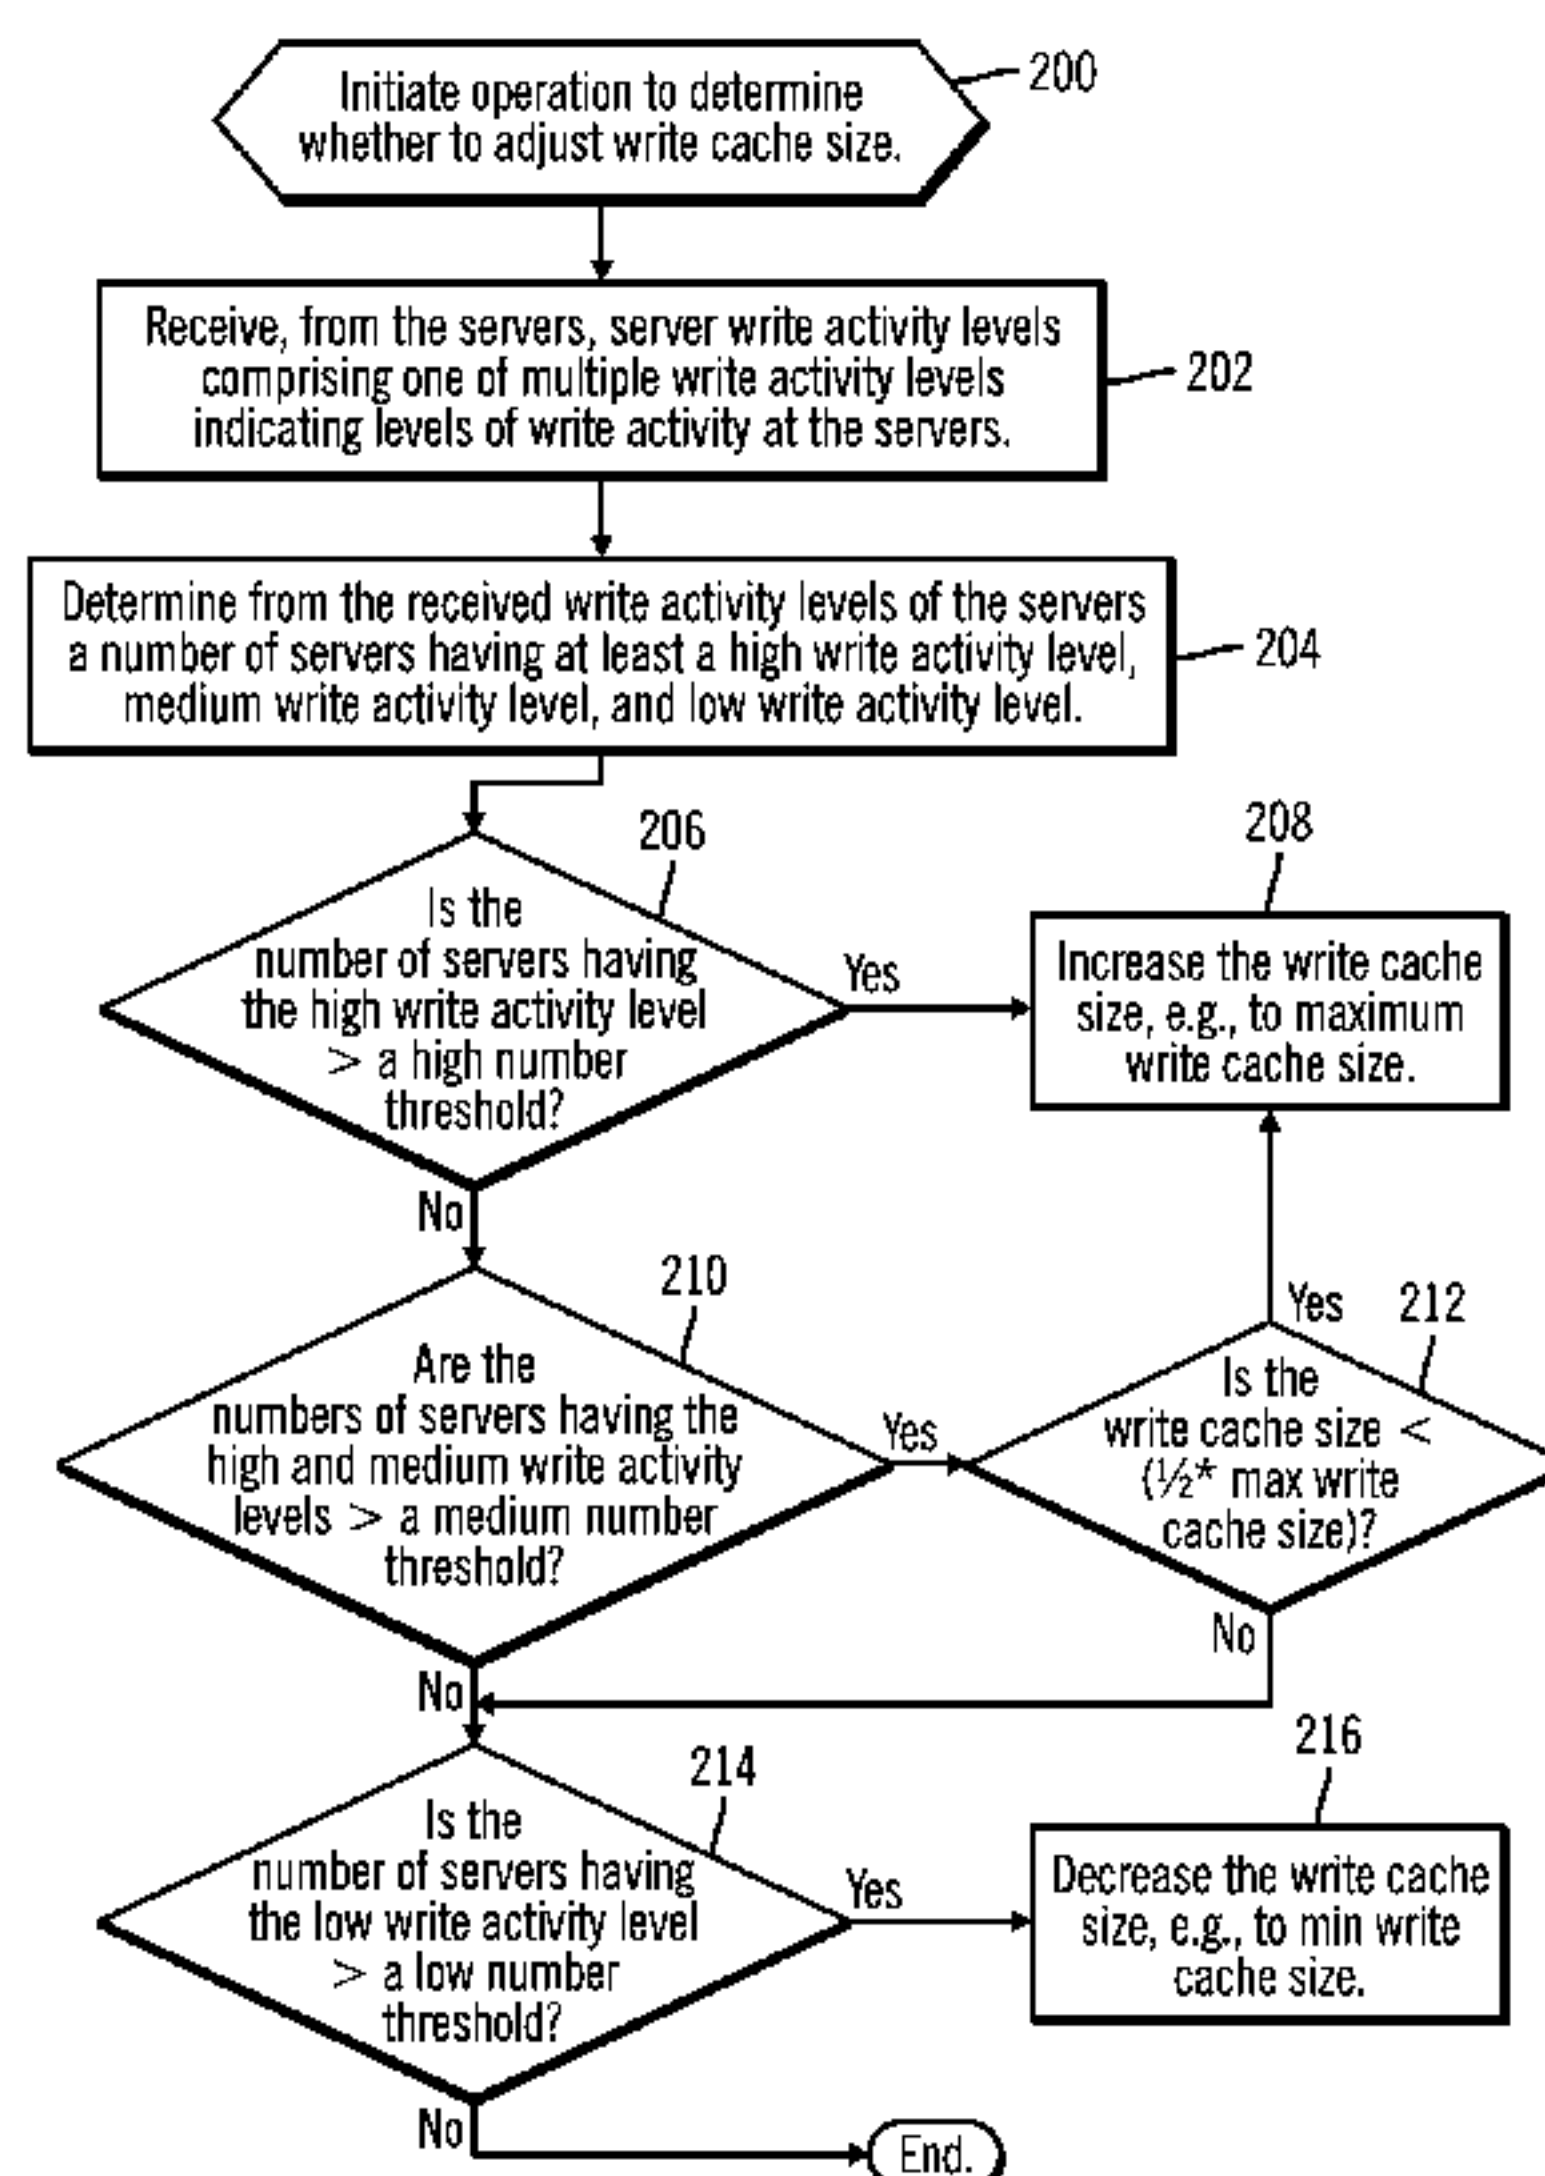 Initiate operation to determine
whether to adjust write cache size.
200
Receive, from the servers, server write activity levels
comprising one of multiple write activity levels
indicating levels of write activity at the servers.
202
Determine from the received write activity levels of the servers
a number of servers having at least a high write activity level,
medium write activity level, and low write activity level.
204
206
Is the
number of servers having
the high write activity level
> a high number
threshold?
Yes
No
208
Increase the write cache
size, e.g., to maximum
write cache size.
210
Are the
numbers of servers having the
high and medium write activity
levels > a medium number
threshold?
Yes
No
212
Yes
Is the
write cache size <
(½* max write
cache size)?
No
214
Is the
number of servers having
the low write activity level
> a low number
threshold?
Yes
No
216
Decrease the write cache
size, e.g., to min write
cache size.
End.